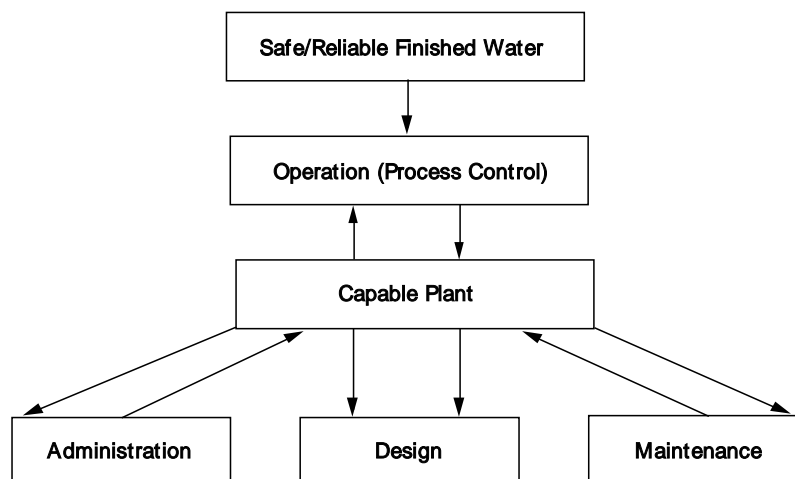 Safe/Reliable Finished Water
Operation (Process Control)
Capable Plant
Administration
Design
Maintenance